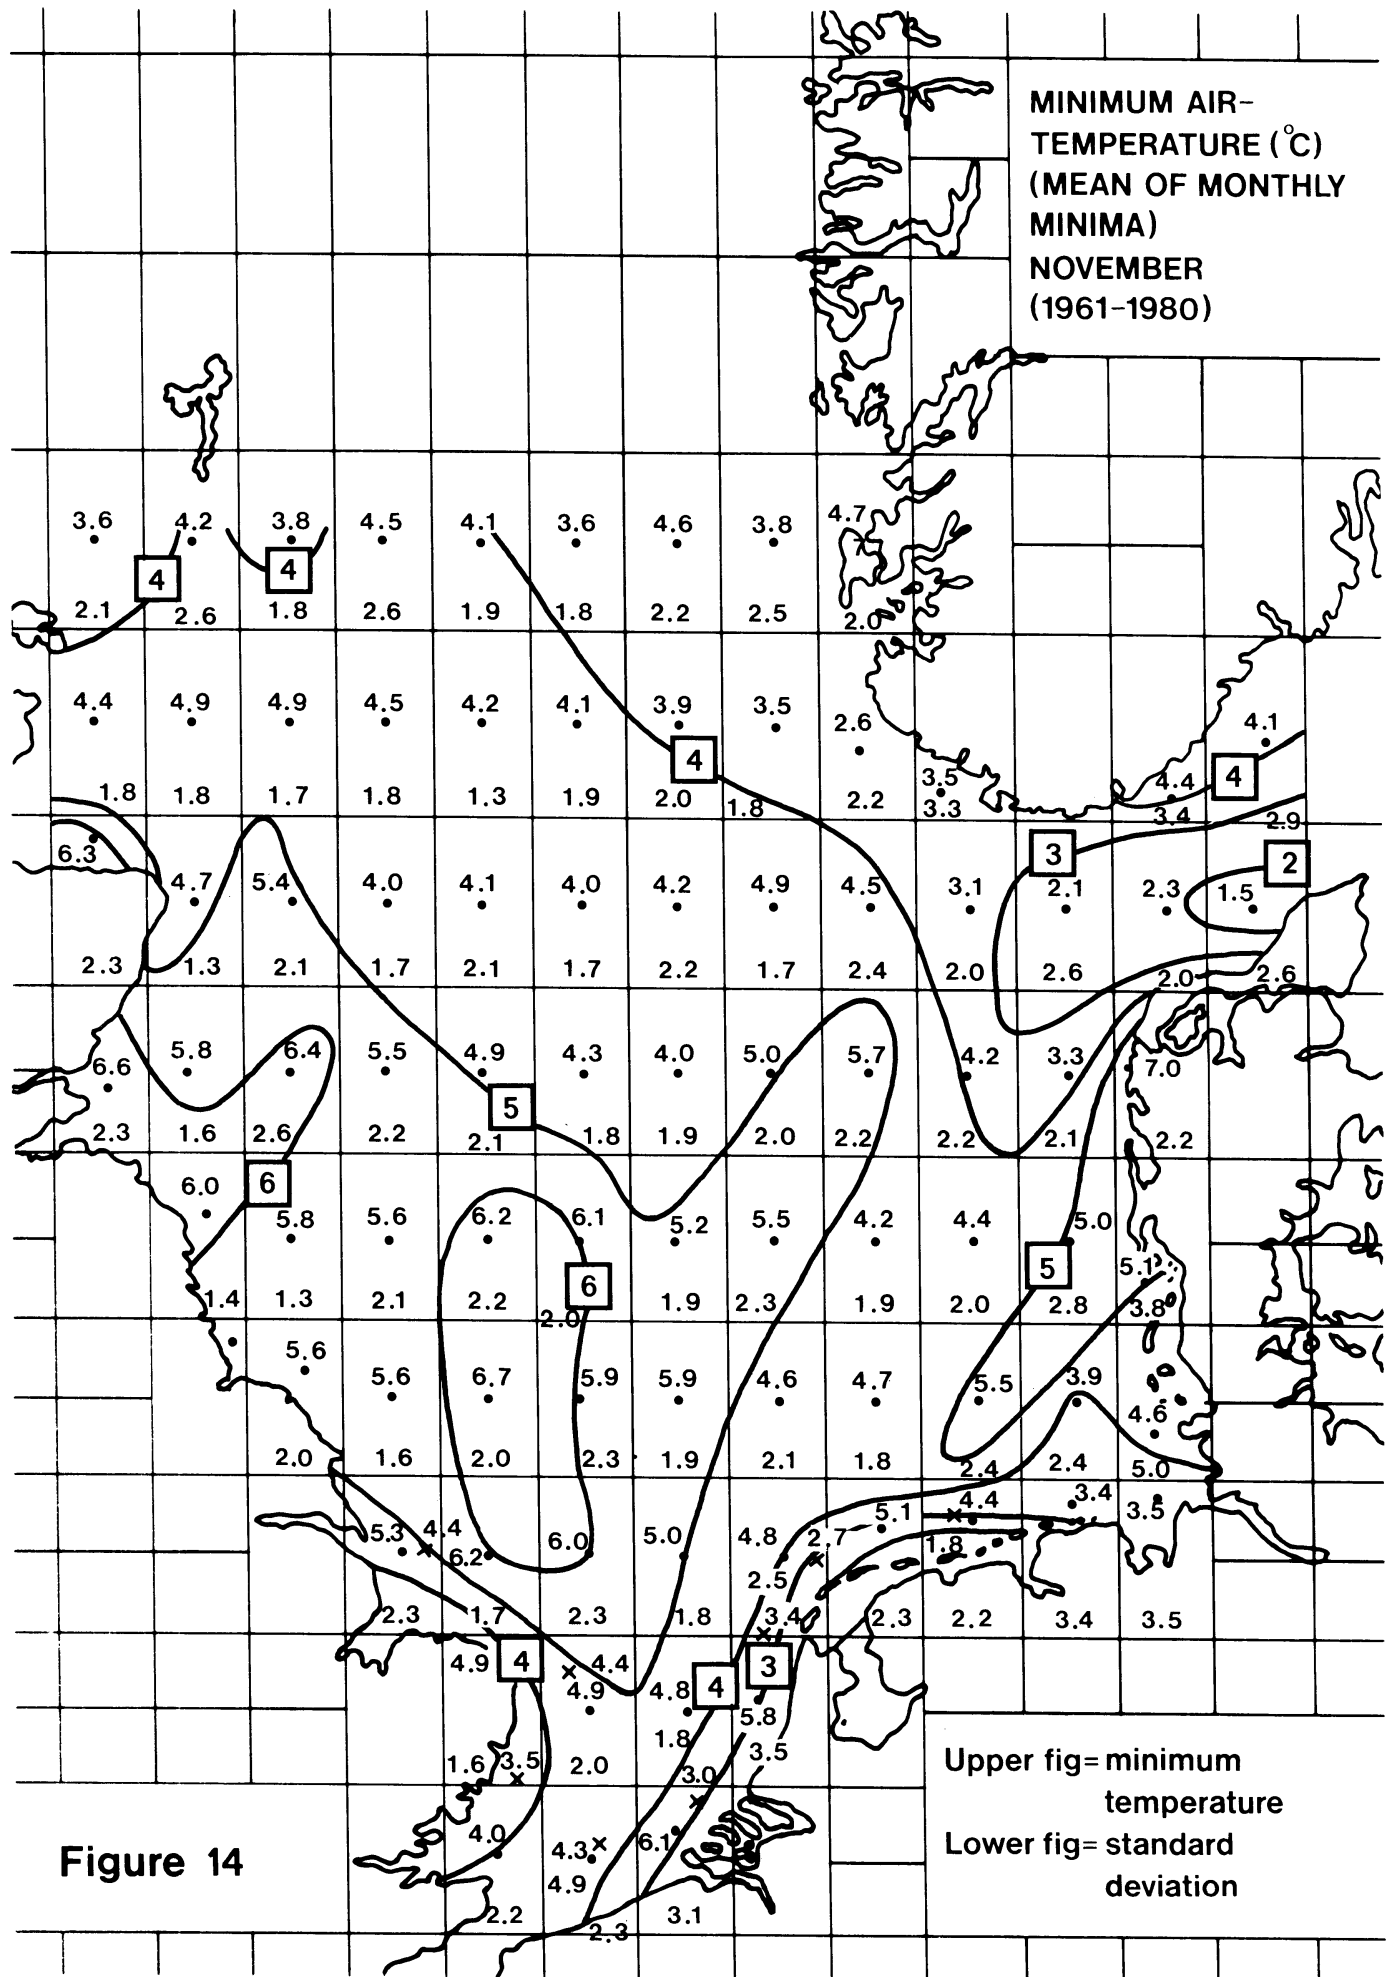 MINIMUM AIR-
TEMPERATURE (°C)
(MEAN OF MONTHLY
MINIMA)
NOVEMBER
(1961-1980)
3.6 4.2 3.8 4.5 4.1 3.6 4.6 3.8 4.7
4 4
2.1 2.6 1.8 2.6 1.9 1.8 2.2 2.5 2.0
4.4 4.9 4.9 4.5 4.2 4.1 3.9 3.5 2.6 4.1
4 3.5 4.4 4
1.8 1.8 1.7 1.8 1.3 1.9 2.0 1.8 2.2 3.3 3.4 2.9
6.3 3 2
4.7 5.4 4.0 4.1 4.0 4.2 4.9 4.5 3.1 2.1 2.3 1.5
2.3 1.3 2.1 1.7 2.1 1.7 2.2 1.7 2.4 2.0 2.6 2.0 2.6
6.6 5.8 6.4 5.5 4.9 4.3 4.0 5.0 5.7 4.2 3.3 7.0
5
2.3 1.6 2.6 2.2 2.1 1.8 1.9 2.0 2.2 2.2 2.1 2.2
6.0 6
5.8 5.6 6.2 6.1 5.2 5.5 4.2 4.4 5.0
6 5 5.1
1.4 1.3 2.1 2.2 2.0 1.9 2.3 1.9 2.0 2.8 3.8
5.6 5.6 6.7 5.9 5.9 4.6 4.7 5.5 3.9
4.6
2.0 1.6 2.0 2.3 1.9 2.1 1.8 2.4 2.4 5.0
5.3 4.4 6.2 6.0 5.0 4.8 2.7 5.1 4.4 3.4 3.5
2.5 1.8
2.3 1.7 2.3 1.8 3.4 2.3 2.2 3.4 3.5
4.9 4 4.4 4 3
4.9 4.8 5.8
1.8
1.6 3.5 2.0 3.5
3.0
4.0 4.3 6.1
4.9
2.2 2.3 3.1
Upper fig= minimum
temperature
Lower fig= standard
deviation
Figure 14